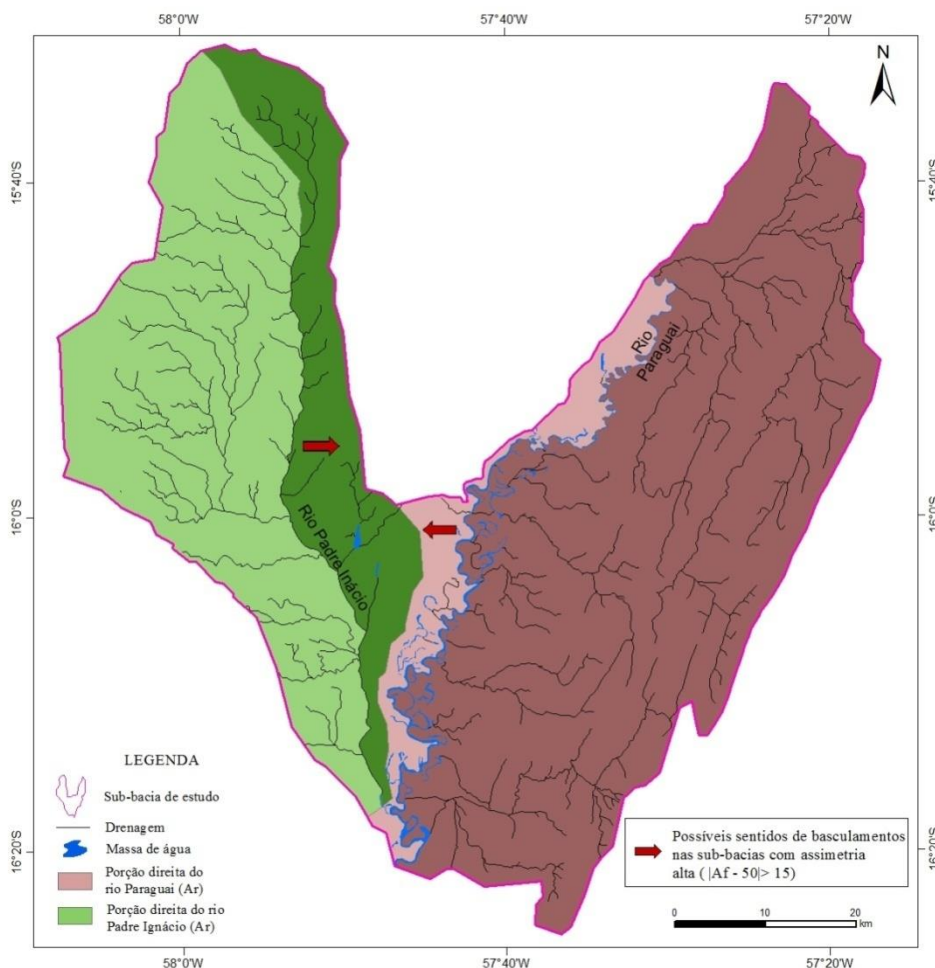 58°0'W 57°40'W 57°20'W
N
15°40'S 15°40'S
Rio
Paraguai
16°0'S 16°0'S
Rio Padre Inácio
LEGENDA
Sub-bacia de estudo
Drenagem
Massa de água
Porção direita do
rio Paraguai (Ar)
Porção direita do rio
Padre Ignácio (Ar)
16°20'S 16°20'S
Possíveis sentidos de basculamentos
nas sub-bacias com assimetria
alta ( |Af - 50|> 15)
0 10 20
km
58°0'W 57°40'W 57°20'W